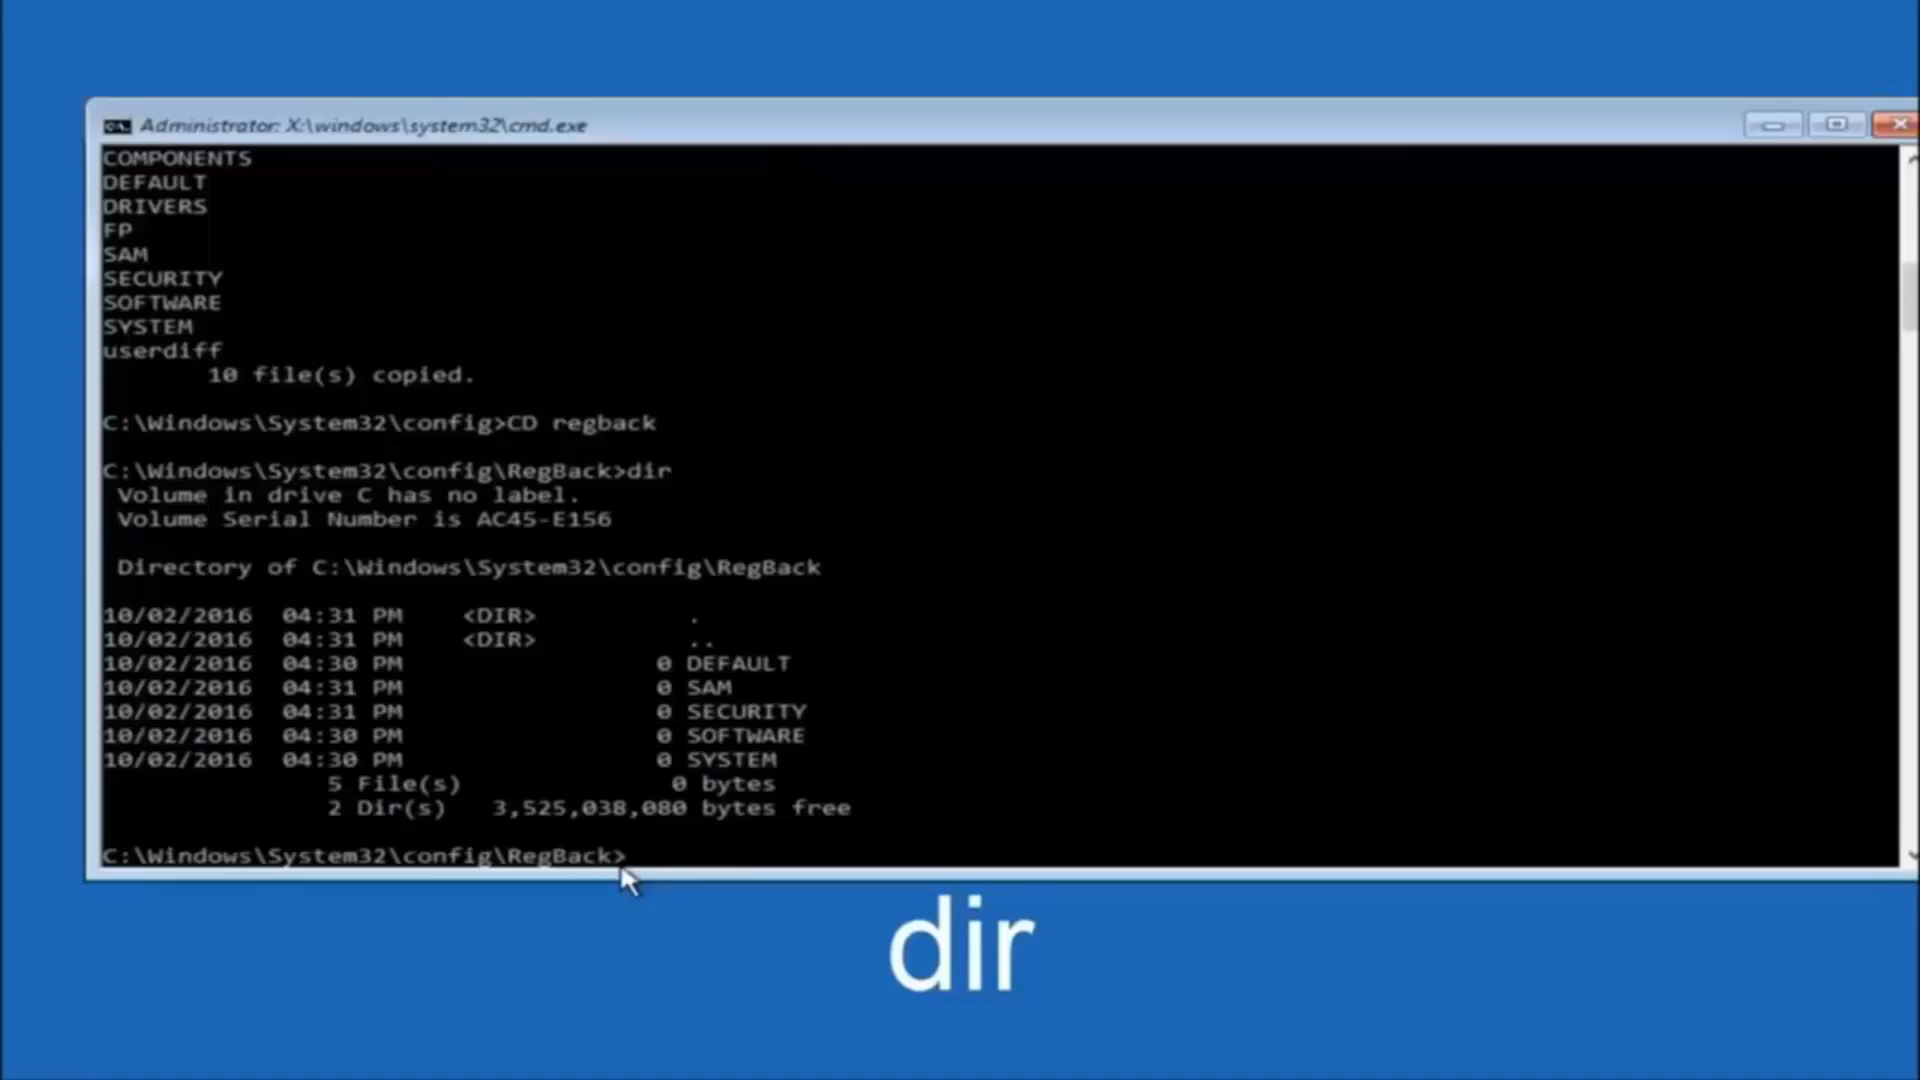 Administrator: X:\windows\system32\cmd.exe
COMPONENTS
DEFAULT
DRIVERS
FP
SAM
SECURITY
SOFTWARE
SYSTEM
userdiff
10 file(s) copied.
C:\Windows\System32\config>CD regback
C:\Windows\System32\config\RegBack>dir
Volume in drive C has no label.
Volume Serial Number is AC45-E156
Directory of C:\Windows\System32\config\RegBack
10/02/2016 04:31 PM <DIR> .
10/02/2016 04:31 PM <DIR> ..
10/02/2016 04:30 PM 0 DEFAULT
10/02/2016 04:31 PM 0 SAM
10/02/2016 04:31 PM 0 SECURITY
10/02/2016 04:30 PM 0 SOFTWARE
10/02/2016 04:30 PM 0 SYSTEM
5 File(s) 0 bytes
2 Dir(s) 3,525,038,080 bytes free
C:\Windows\System32\config\RegBack>
dir